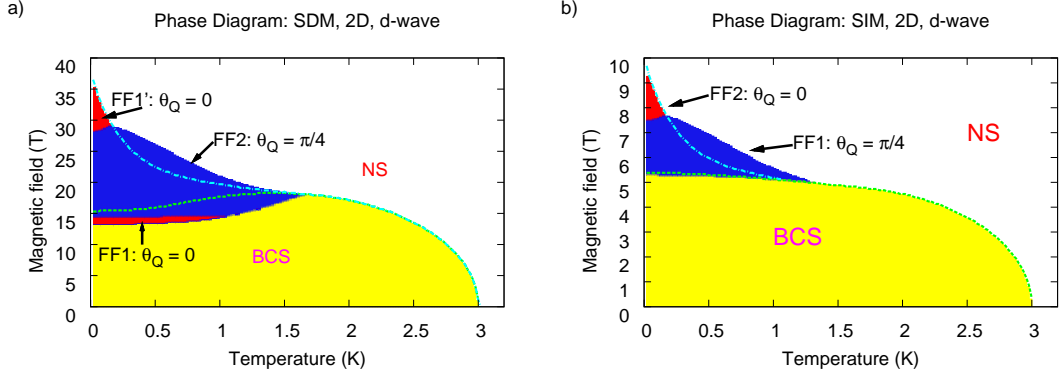 a)
Phase Diagram: SDM, 2D, d-wave
Magnetic field (T)
40
35
30
25
20
15
10
5
0
FF1': θQ = 0
FF2: θQ = π/4
NS
FF1: θQ = 0
BCS
0 0.5 1 1.5 2 2.5 3
Temperature (K)
b)
Phase Diagram: SIM, 2D, d-wave
Magnetic field (T)
10
9
8
7
6
5
4
3
2
1
0
FF2: θQ = 0
FF1: θQ = π/4
NS
BCS
0 0.5 1 1.5 2 2.5 3
Temperature (K)